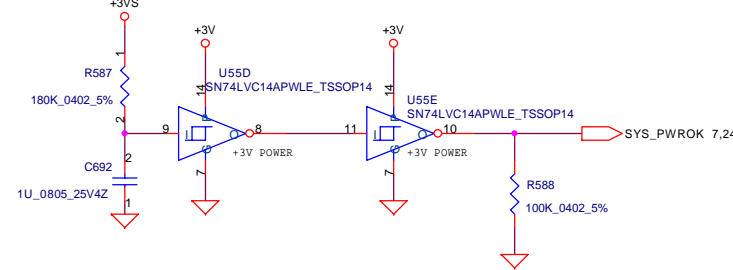 +3VS
+3V
+3V
1
R587
180K_0402_5%
2
U55D
SN74LVC14APWLE_TSSOP14
14
U55E
SN74LVC14APWLE_TSSOP14
14
9
I
O
8
11
I
O
10
SYS_PWROK 7,24
P
G
+3V POWER
P
G
+3V POWER
C692
2
1U_0805_25V4Z
1
7
7
R588
100K_0402_5%